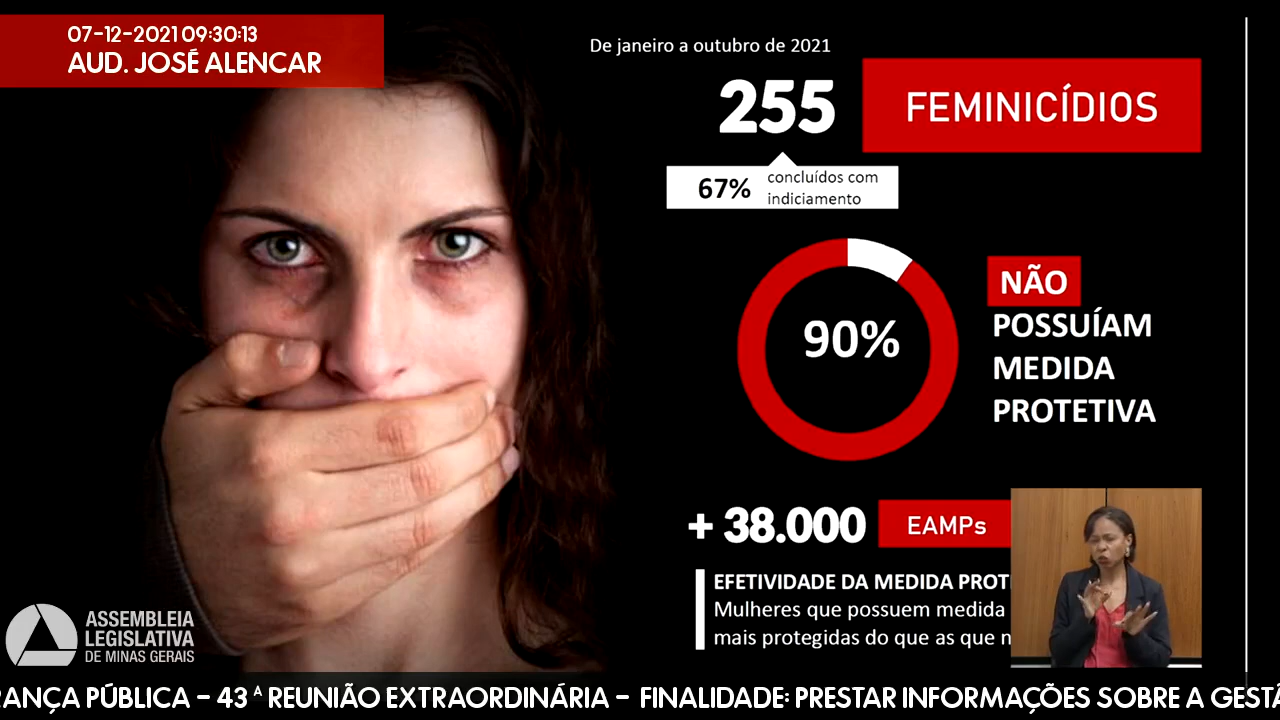 07-12-2021 09:30:13
AUD. JOSÉ ALENCAR
De janeiro a outubro de 2021
255 FEMINICÍDIOS
67% concluídos com
indiciamento
90%
NÃO
POSSUÍAM
MEDIDA
PROTETIVA
+ 38.000 EAMPs
EFETIVIDADE DA MEDIDA PROT
Mulheres que possuem medida
mais protegidas do que as que
ASSEMBLEIA
LEGISLATIVA
DE MINAS GERAIS
RANÇA PÚBLICA – 43ª REUNIÃO EXTRAORDINÁRIA – FINALIDADE: PRESTAR INFORMAÇÕES SOBRE A GESTÃ